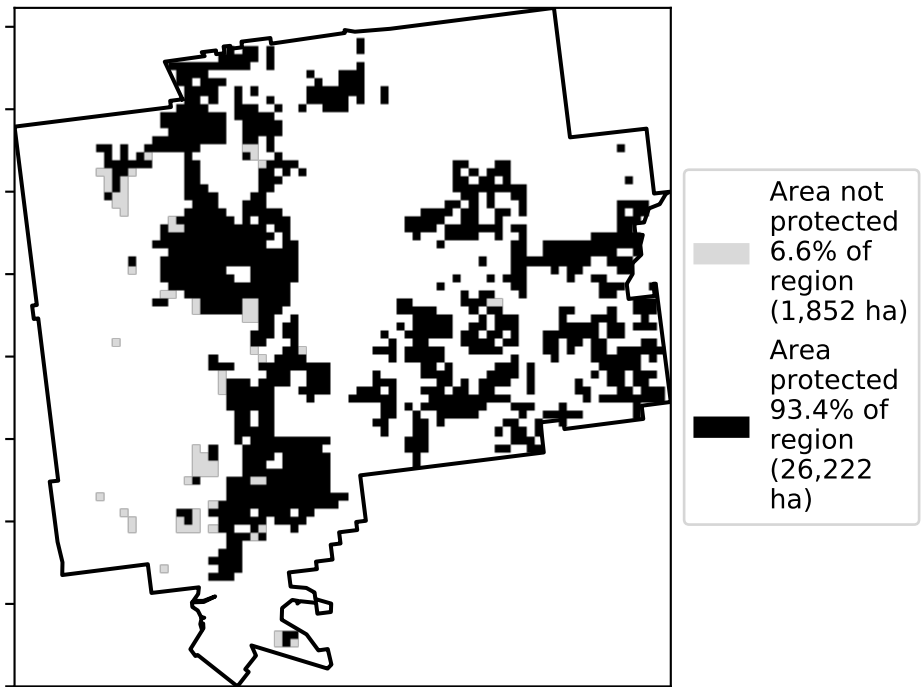 Area not
protected
6.6% of
region
(1,852 ha)
Area
protected
93.4% of
region
(26,222
ha)